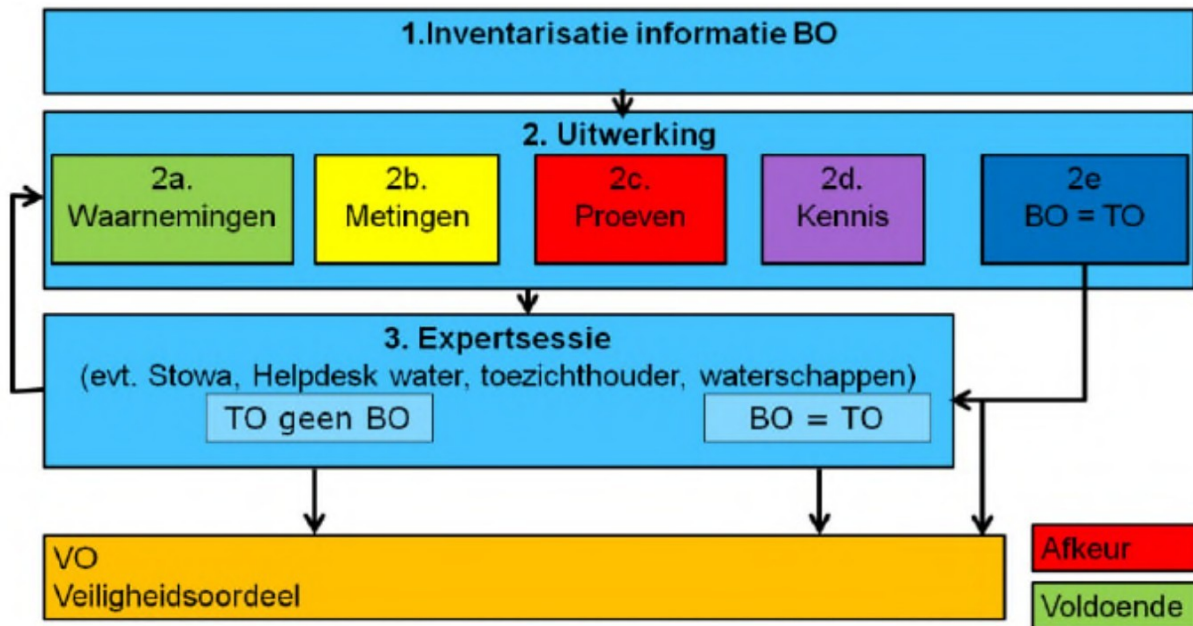 1.Inventarisatie informatie BO
2. Uitwerking
2a.
Waarnemingen
2b.
Metingen
2c.
Proeven
2d.
Kennis
2e
BO = TO
3. Expertsessie
(evt. Stowa, Helpdesk water, toezichthouder, waterschappen)
TO geen BO
BO = TO
VO
Veiligheidsoordeel
Afkeur
Voldoende